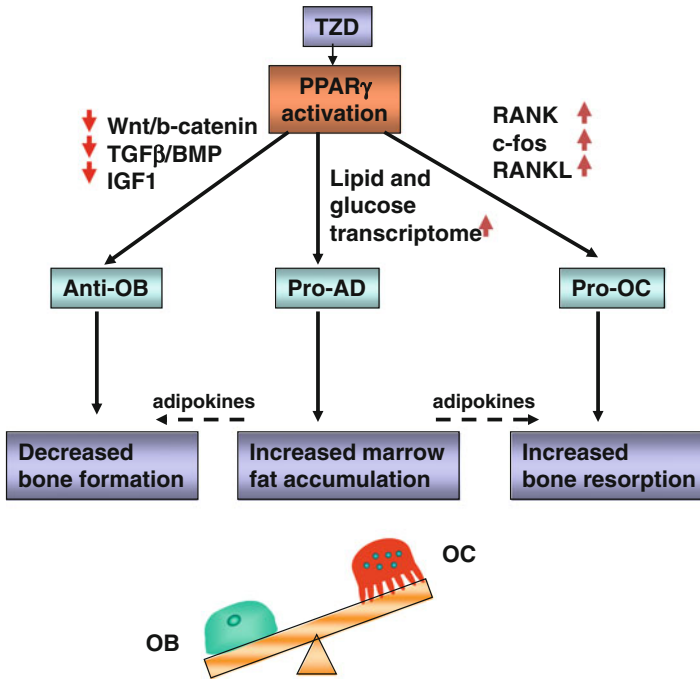 TZD
PPARγ
activation
Wnt/b-catenin
TGFβ/BMP
IGF1
Lipid and
glucose
transcriptome
RANK
c-fos
RANKL
Anti-OB
Pro-AD
Pro-OC
adipokines
adipokines
Decreased
bone formation
Increased marrow
fat accumulation
Increased
bone resorption
OC
OB